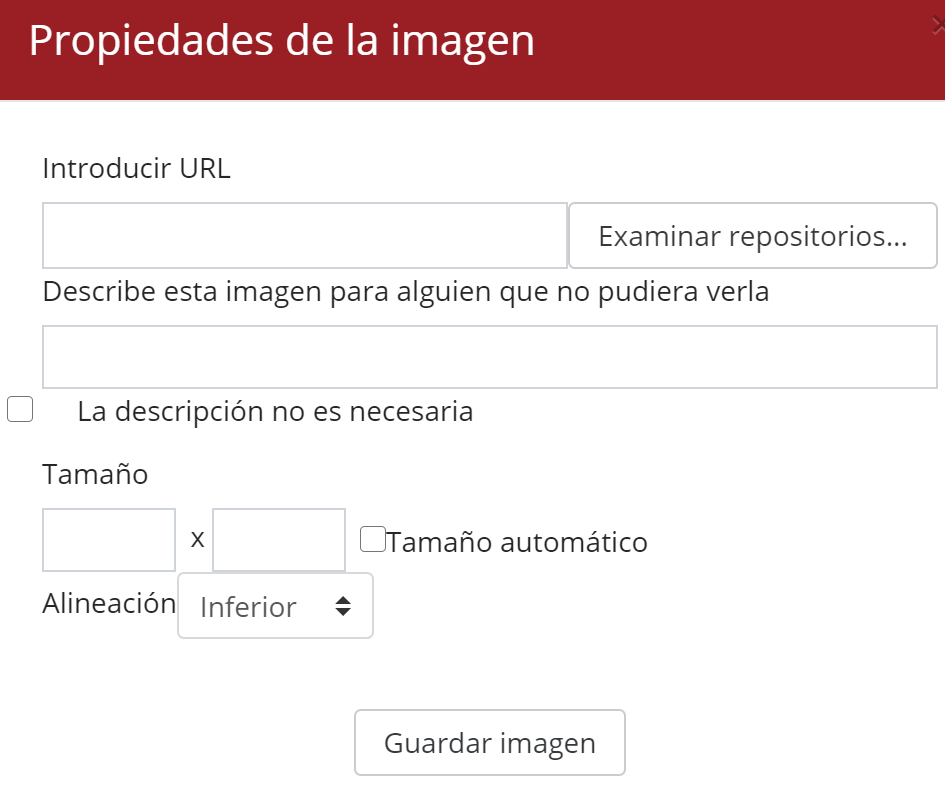 Propiedades de la imagen
Introducir URL
Examinar repositorios...
Describe esta imagen para alguien que no pudiera verla
La descripción no es necesaria
Tamaño
x
Tamaño automático
Alineación
Inferior
Guardar imagen